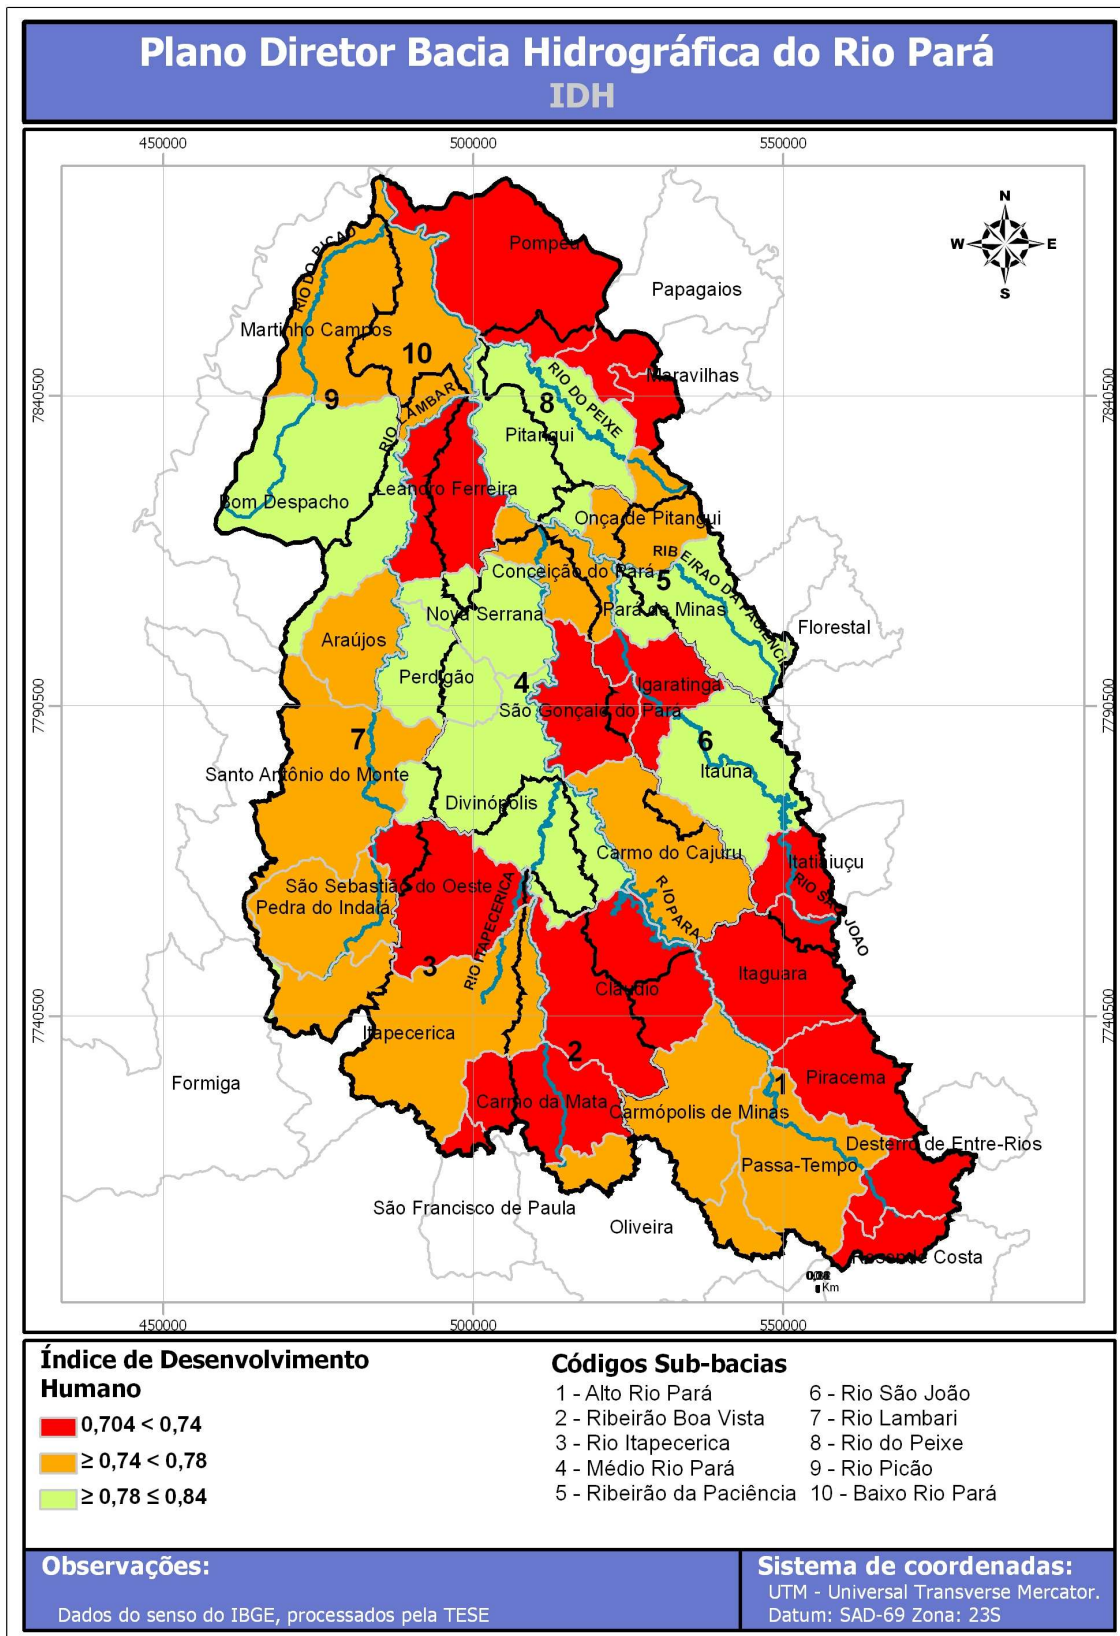 Plano Diretor Bacia Hidrográfica do Rio Pará
IDH
450000
500000
550000
7840500
7840500
7790500
7790500
7740500
7740500
450000
500000
550000
N
W
E
S
Pompéu
Papagaios
RIO DO PICAO
Martinho Campos
10
Maravilhas
RIO DO PEIXE
9
8
RIO LAMBARI
Pitangui
Leandro Ferreira
Bom Despacho
Onça de Pitangui
RIBEIRAO DA PACIENCIA
Conceição do Pará
5
Nova Serrana
Pará de Minas
Florestal
Araújos
Perdigão
4
Igaratinga
São Gonçalo do Pará
7
6
Santo Antônio do Monte
Itaúna
Divinópolis
Carmo do Cajuru
Itatiaiuçu
São Sebastião do Oeste
RIO SAO JOAO
Pedra do Indaiá
RIO ITAPECERICA
RIO PARA
3
Itaguara
Cláudio
Itapecerica
2
Formiga
1
Piracema
Carmo da Mata
Carmópolis de Minas
Desterro de Entre-Rios
Passa-Tempo
São Francisco de Paula
Oliveira
Resende Costa
Km
Índice de Desenvolvimento
Humano
0,704 < 0,74
≥ 0,74 < 0,78
≥ 0,78 ≤ 0,84
Códigos Sub-bacias
1 - Alto Rio Pará
2 - Ribeirão Boa Vista
3 - Rio Itapecerica
4 - Médio Rio Pará
5 - Ribeirão da Paciência
6 - Rio São João
7 - Rio Lambari
8 - Rio do Peixe
9 - Rio Picão
10 - Baixo Rio Pará
Observações:
Dados do senso do IBGE, processados pela TESE
Sistema de coordenadas:
UTM - Universal Transverse Mercator.
Datum: SAD-69 Zona: 23S